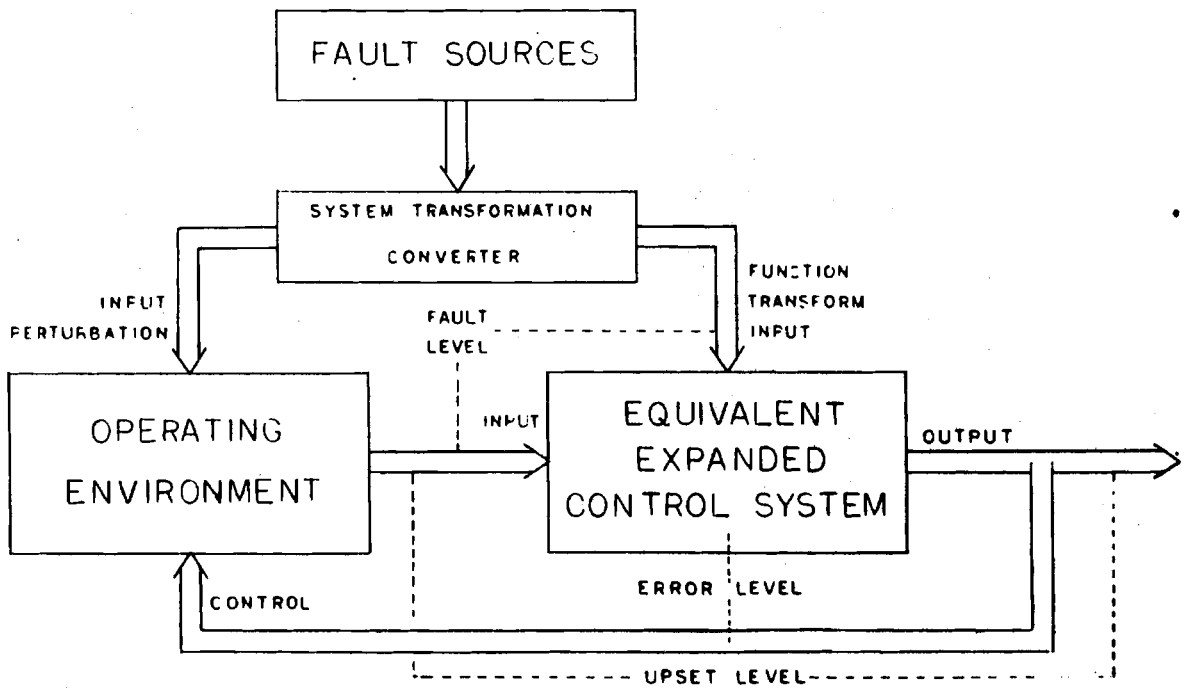 FAULT SOURCES
SYSTEM TRANSFORMATION
CONVERTER
INPUT
PERTURBATION
FAULT
LEVEL
FUNCTION
TRANSFORM
INPUT
OPERATING
ENVIRONMENT
INPUT
EQUIVALENT
EXPANDED
CONTROL SYSTEM
OUTPUT
CONTROL
ERROR LEVEL
UPSET LEVEL